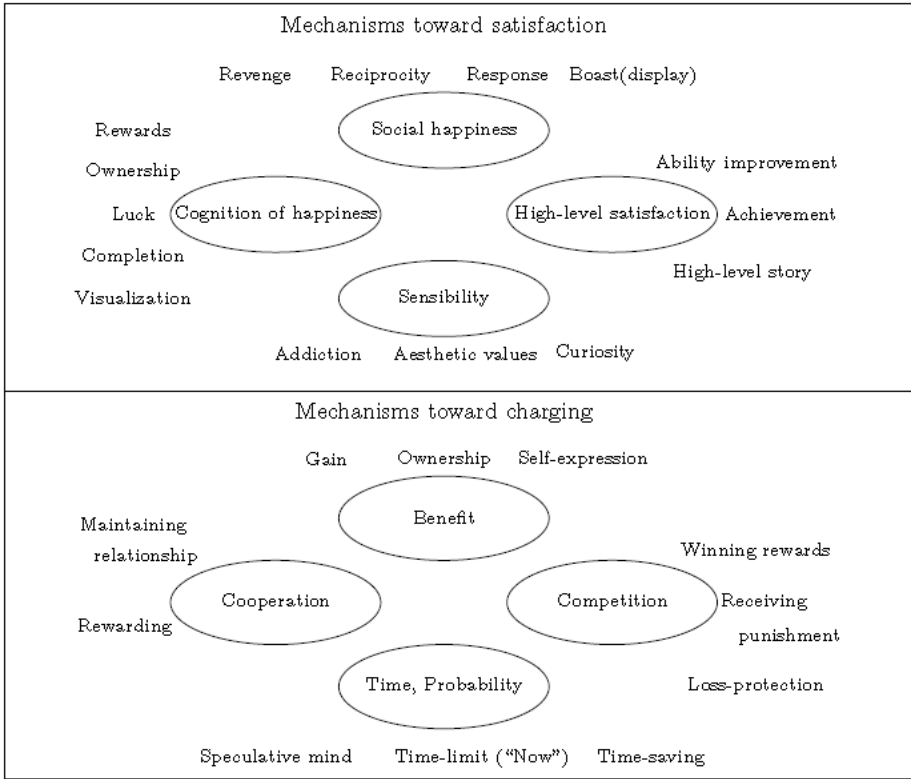 Mechanisms toward satisfaction
Revenge Reciprocity Response Boast(display)
Social happiness
Rewards
Ownership
Luck
Completion
Visualization
Cognition of happiness
High-level satisfaction
Ability improvement
Achievement
High-level story
Sensibility
Addiction Aesthetic values Curiosity
Mechanisms toward charging
Gain Ownership Self-expression
Benefit
Maintaining
relationship
Rewarding
Cooperation
Competition
Winning rewards
Receiving
punishment
Loss-protection
Time, Probability
Speculative mind Time-limit (“Now”) Time-saving